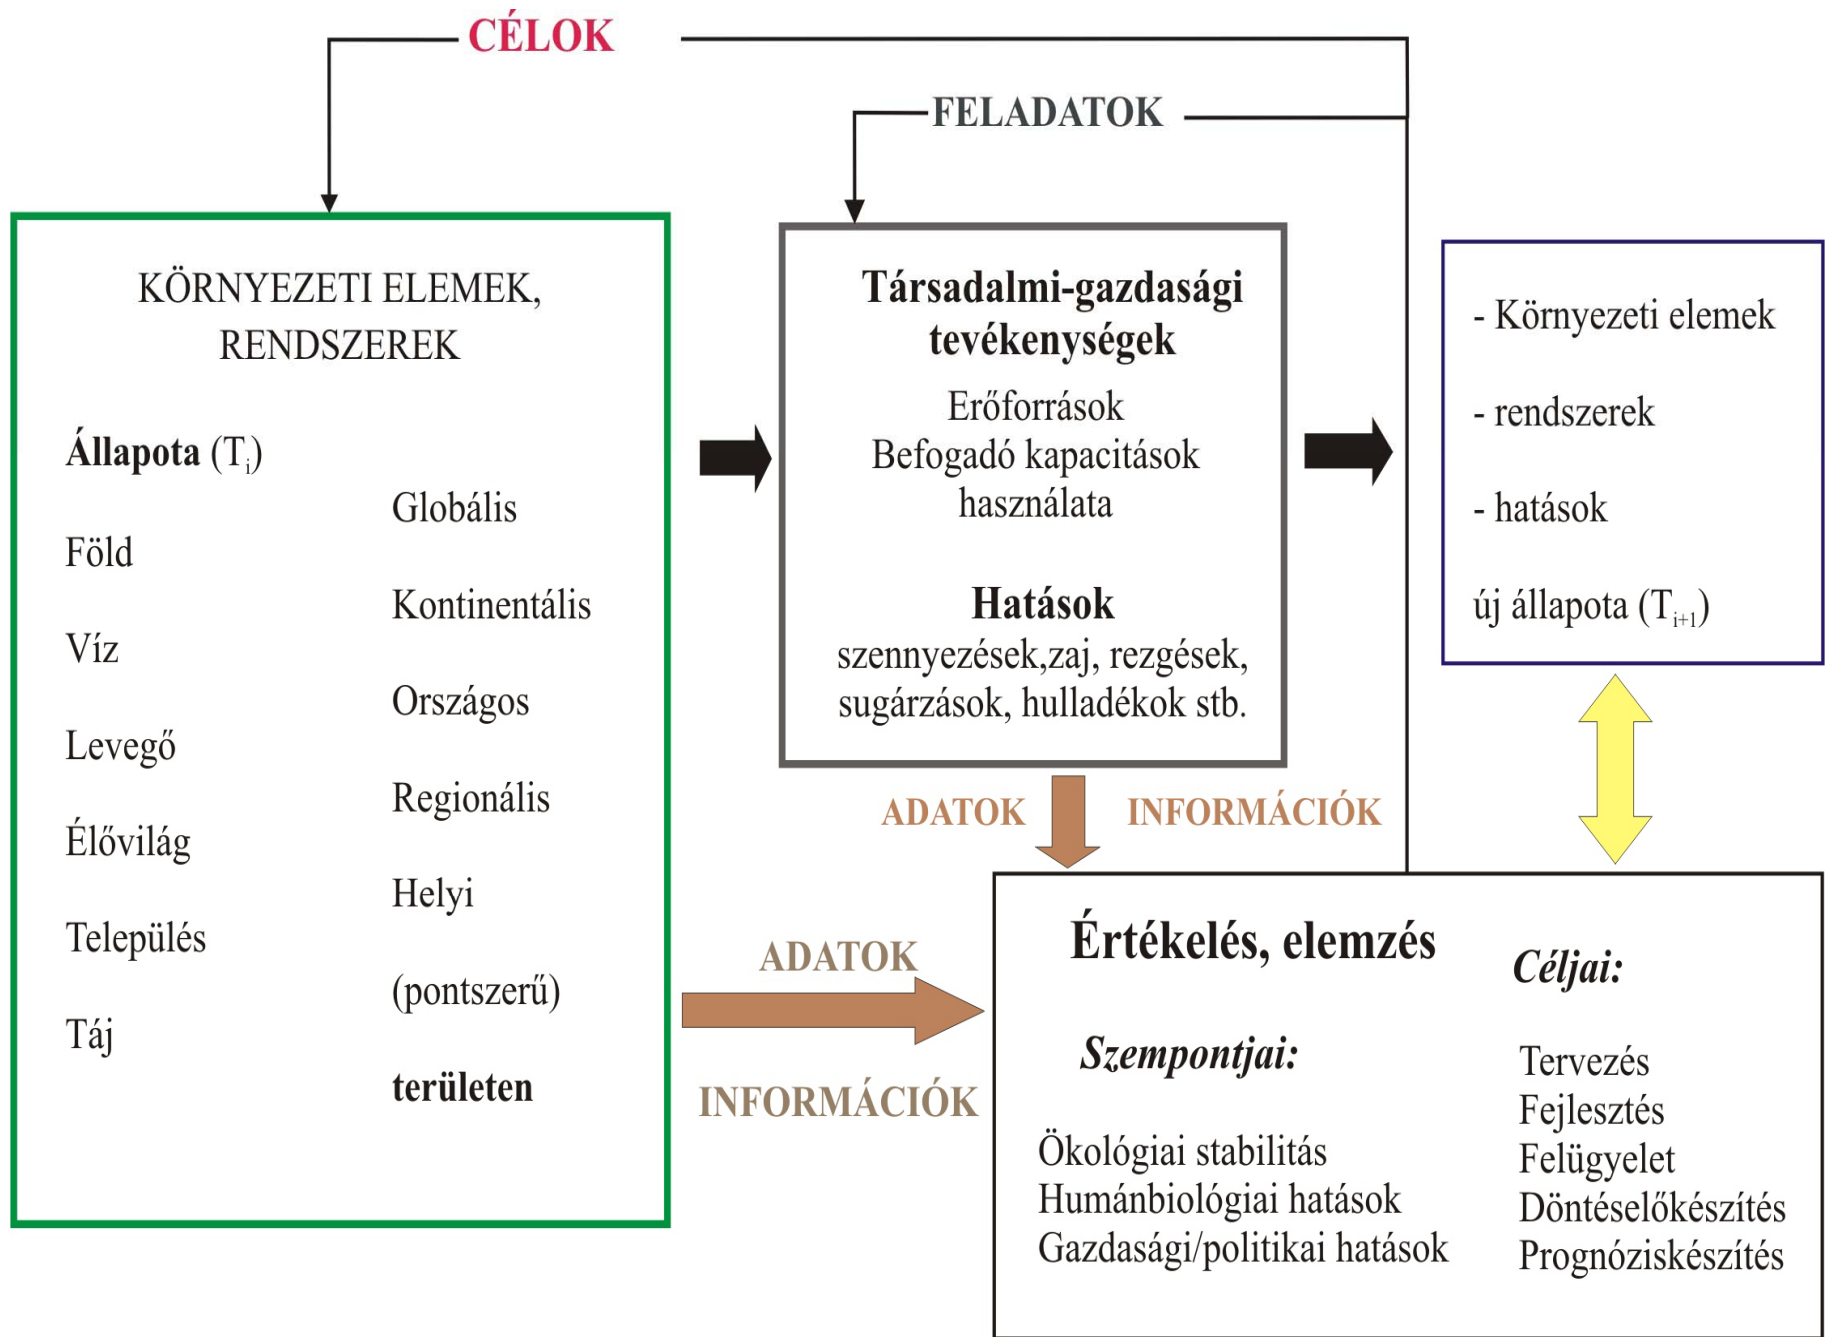 CÉLOK
FELADATOK
KÖRNYEZETI ELEMEK,
RENDSZEREK
Állapota (Ti)
Föld
Víz
Levegő
Élővilág
Település
Táj
Globális
Kontinentális
Országos
Regionális
Helyi
(pontszerű)
területen
Társadalmi-gazdasági
tevékenységek
Erőforrások
Befogadó kapacitások
használata
Hatások
szennyezések,zaj, rezgések,
sugárzások, hulladékok stb.
- Környezeti elemek
- rendszerek
- hatások
új állapota (Ti+1)
ADATOK INFORMÁCIÓK
ADATOK
INFORMÁCIÓK
Értékelés, elemzés
Szempontjai:
Ökológiai stabilitás
Humánbiológiai hatások
Gazdasági/politikai hatások
Céljai:
Tervezés
Fejlesztés
Felügyelet
Döntéselőkészítés
Prognóziskészítés